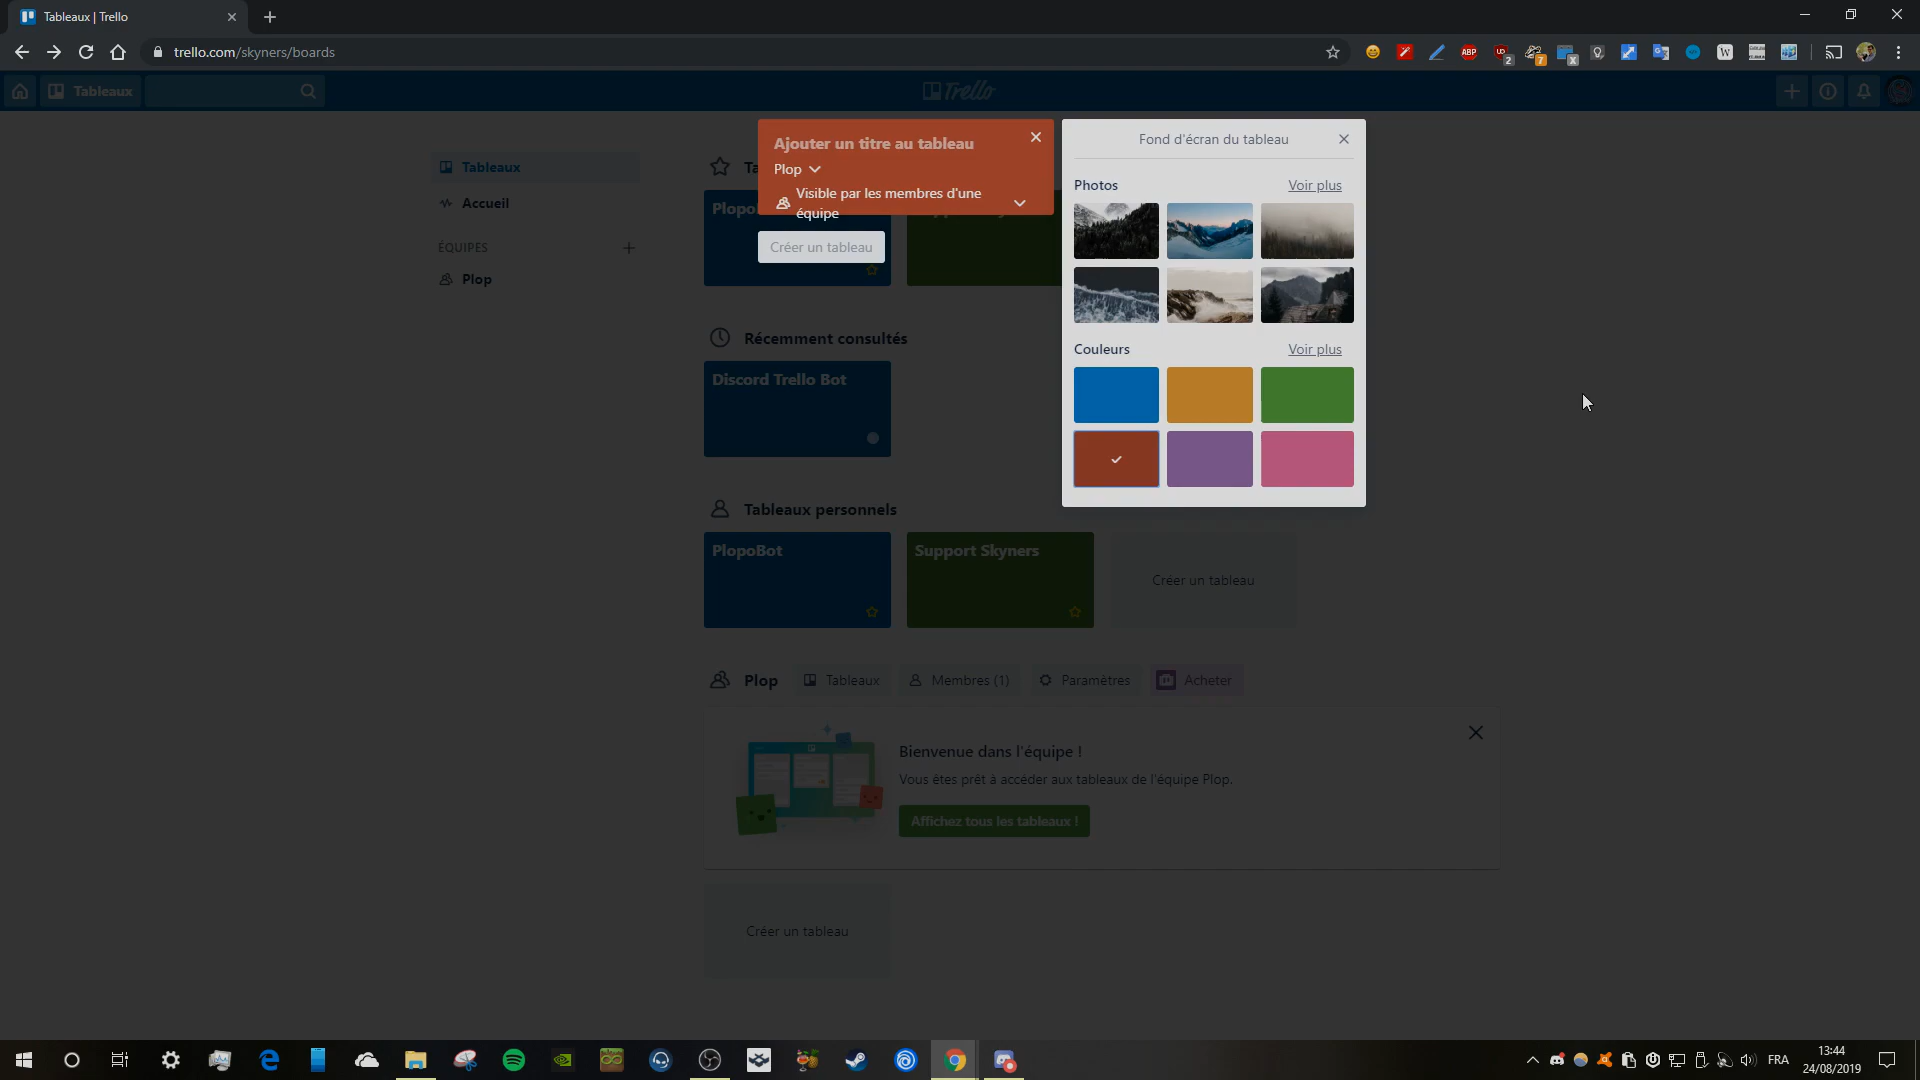 Tableaux | Trello
trello.com/skyners/boards
ABP
2
7
X
W
Tableaux
Trello
Ajouter un titre au tableau
Plop
Visible par les membres d'une
équipe
Créer un tableau
Fond d'écran du tableau
Photos
Voir plus
Couleurs
Voir plus
Tableaux
Accueil
ÉQUIPES
Plop
Récemment consultés
Discord Trello Bot
Tableaux personnels
PlopoBot
Support Skyners
Créer un tableau
Plop
Tableaux
Membres (1)
Paramètres
Acheter
Bienvenue dans l'équipe !
Vous êtes prêt à accéder aux tableaux de l'équipe Plop.
Affichez tous les tableaux !
Créer un tableau
FRA
13:44
24/08/2019